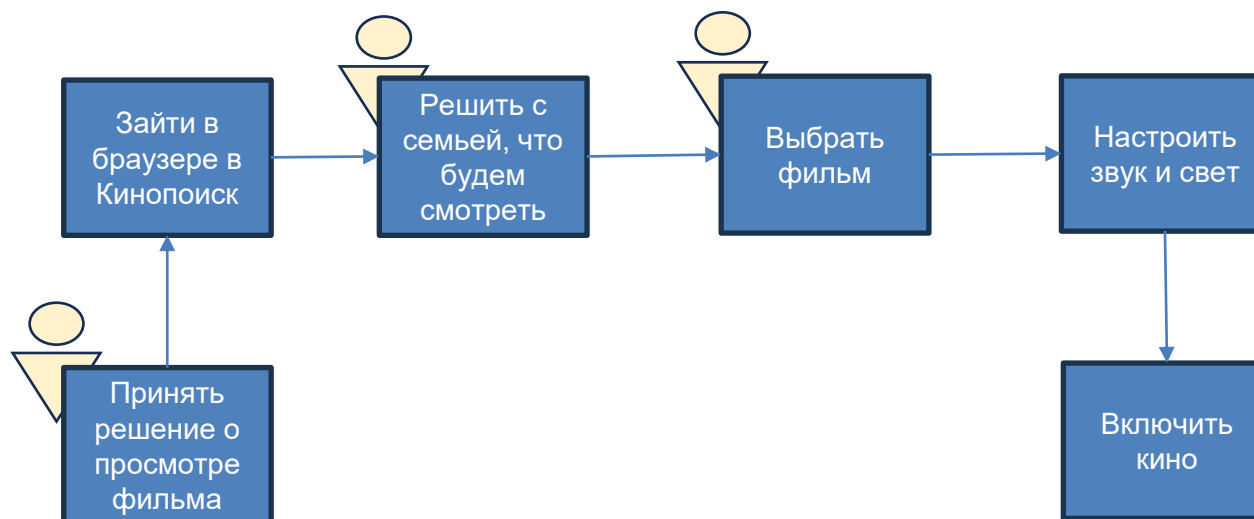 Зайти в
браузере в
Кинопоиск
Решить с
семьей, что
будем
смотреть
Выбрать
фильм
Настроить
звук и свет
Принять
решение о
просмотре
фильма
Включить
кино